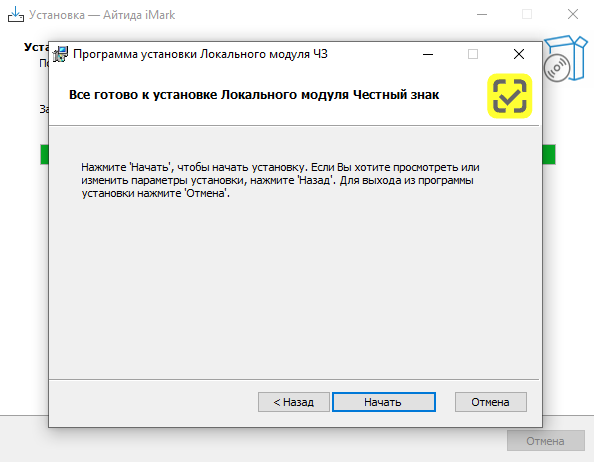 Установка — Айтида iMark
Программа установки Локального модуля ЧЗ
Все готово к установке Локального модуля Честный знак
Нажмите 'Начать', чтобы начать установку. Если Вы хотите просмотреть или
изменить параметры установки, нажмите 'Назад'. Для выхода из программы
установки нажмите 'Отмена'.
< Назад
Начать
Отмена
Отмена